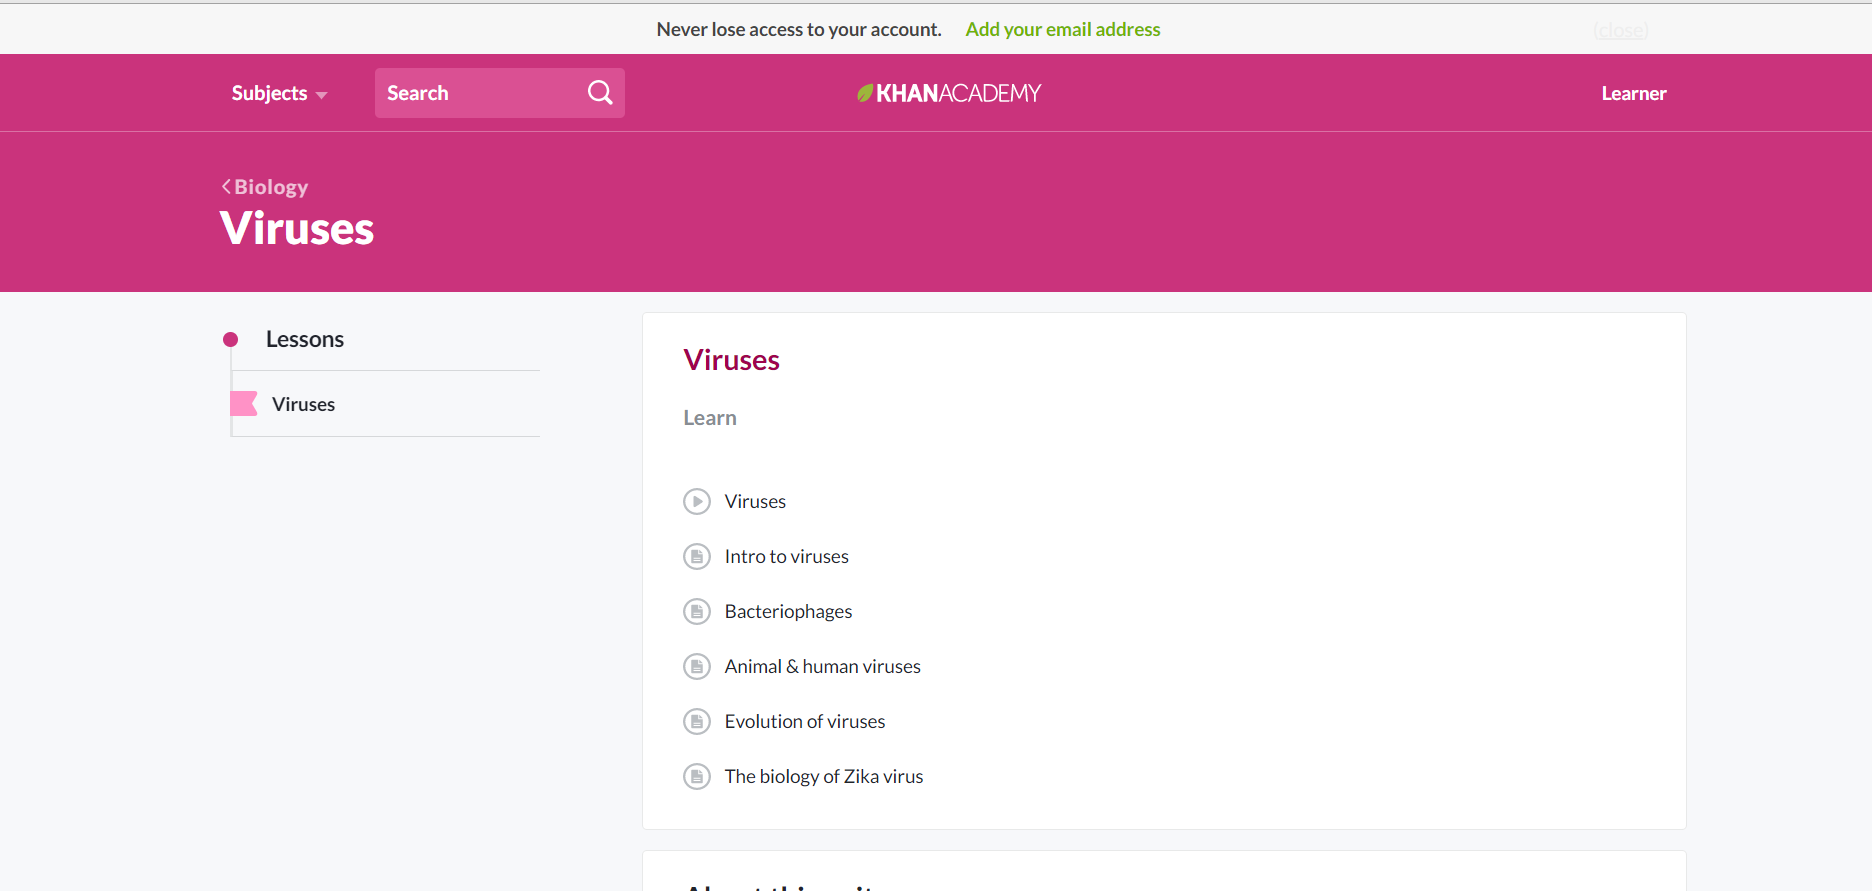 Never lose access to your account. Add your email address (close)
Subjects Search KHANACADEMY Learner
Biology
Viruses
Lessons
Viruses
Viruses
Learn
Viruses
Intro to viruses
Bacteriophages
Animal & human viruses
Evolution of viruses
The biology of Zika virus